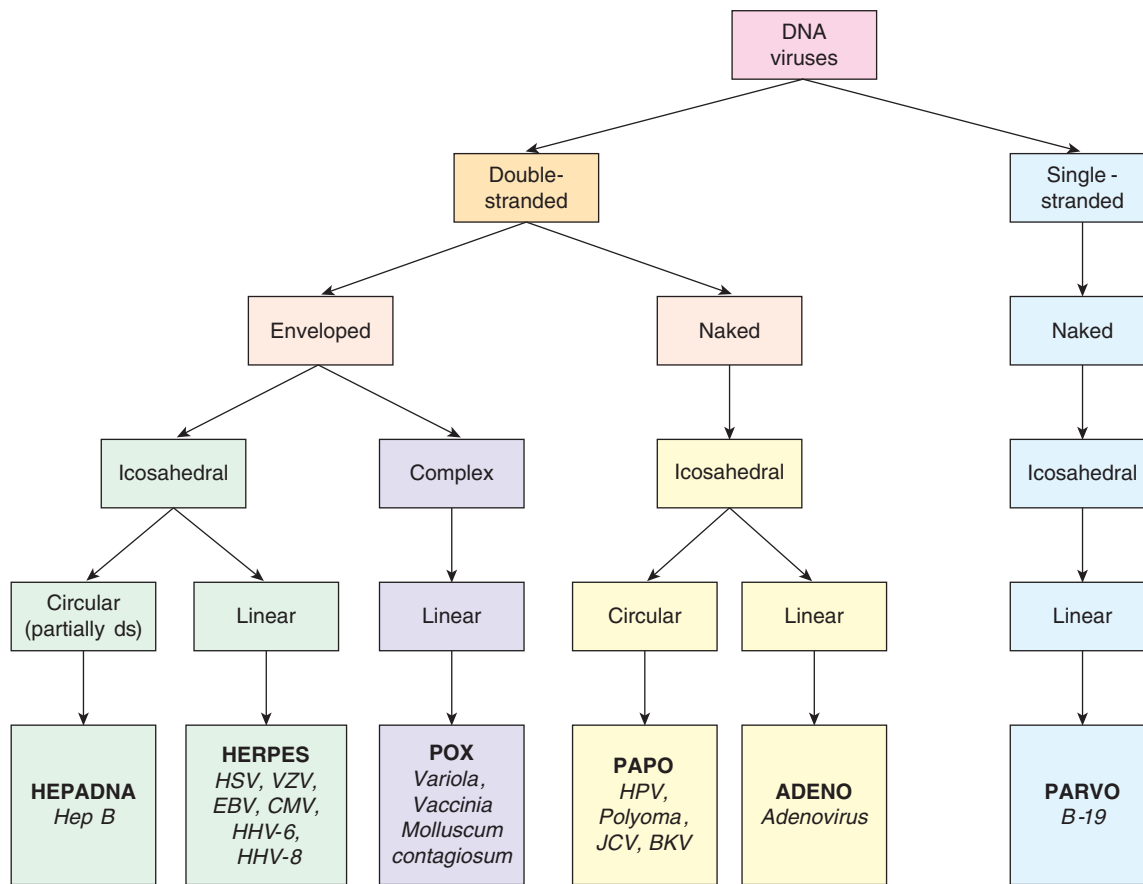 DNA
viruses
Double-
stranded
Single -
stranded
Enveloped
Naked
Naked
Icosahedral
Complex
Icosahedral
Icosahedral
Circular
(partially ds)
Linear
Linear
Circular
Linear
Linear
HEPADNA
Hep B
HERPES
HSV, VZV,
EBV, CMV,
HHV-6,
HHV-8
POX
Variola,
Vaccinia
Molluscum
contagiosum
PAPO
HPV,
Polyoma,
JCV, BKV
ADENO
Adenovirus
PARVO
B-19